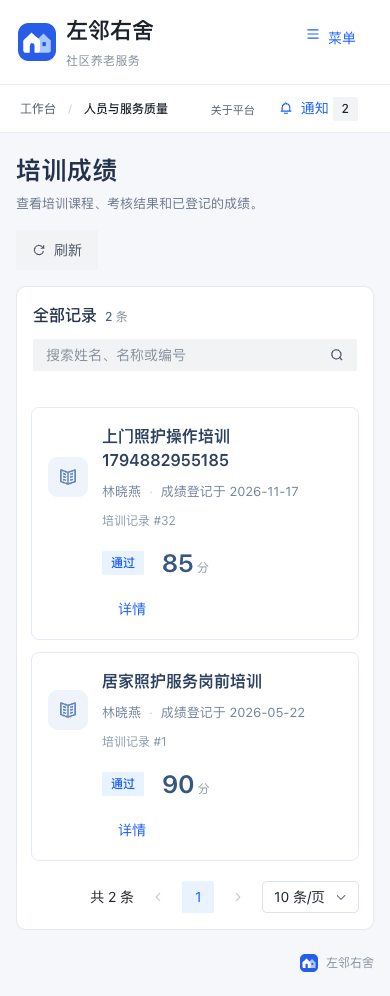 左邻右舍
社区养老服务
菜单
工作台 / 人员与服务质量 关于平台 通知 2
培训成绩
查看培训课程、考核结果和已登记的成绩。
刷新
全部记录 2 条
搜索姓名、名称或编号
上门照护操作培训
1794882955185
林晓燕 · 成绩登记于 2026-11-17
培训记录 #32
通过 85 分
详情
居家照护服务岗前培训
林晓燕 · 成绩登记于 2026-05-22
培训记录 #1
通过 90 分
详情
共 2 条 1 10 条/页
左邻右舍